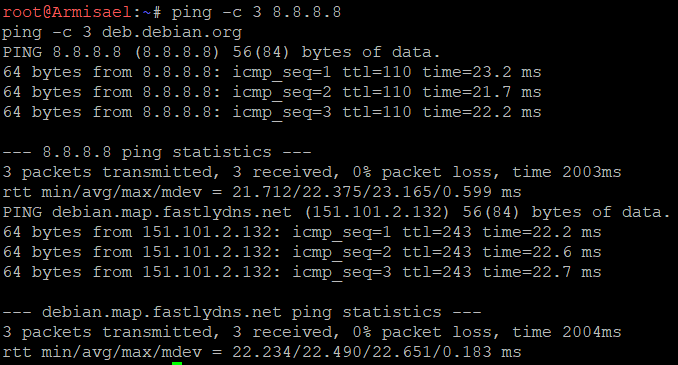 root@Armisael:~# ping -c 3 8.8.8.8
ping -c 3 deb.debian.org
PING 8.8.8.8 (8.8.8.8) 56(84) bytes of data.
64 bytes from 8.8.8.8: icmp_seq=1 ttl=110 time=23.2 ms
64 bytes from 8.8.8.8: icmp_seq=2 ttl=110 time=21.7 ms
64 bytes from 8.8.8.8: icmp_seq=3 ttl=110 time=22.2 ms

--- 8.8.8.8 ping statistics ---
3 packets transmitted, 3 received, 0% packet loss, time 2003ms
rtt min/avg/max/mdev = 21.712/22.375/23.165/0.599 ms
PING debian.map.fastlydns.net (151.101.2.132) 56(84) bytes of data.
64 bytes from 151.101.2.132: icmp_seq=1 ttl=243 time=22.2 ms
64 bytes from 151.101.2.132: icmp_seq=2 ttl=243 time=22.6 ms
64 bytes from 151.101.2.132: icmp_seq=3 ttl=243 time=22.7 ms

--- debian.map.fastlydns.net ping statistics ---
3 packets transmitted, 3 received, 0% packet loss, time 2004ms
rtt min/avg/max/mdev = 22.234/22.490/22.651/0.183 ms